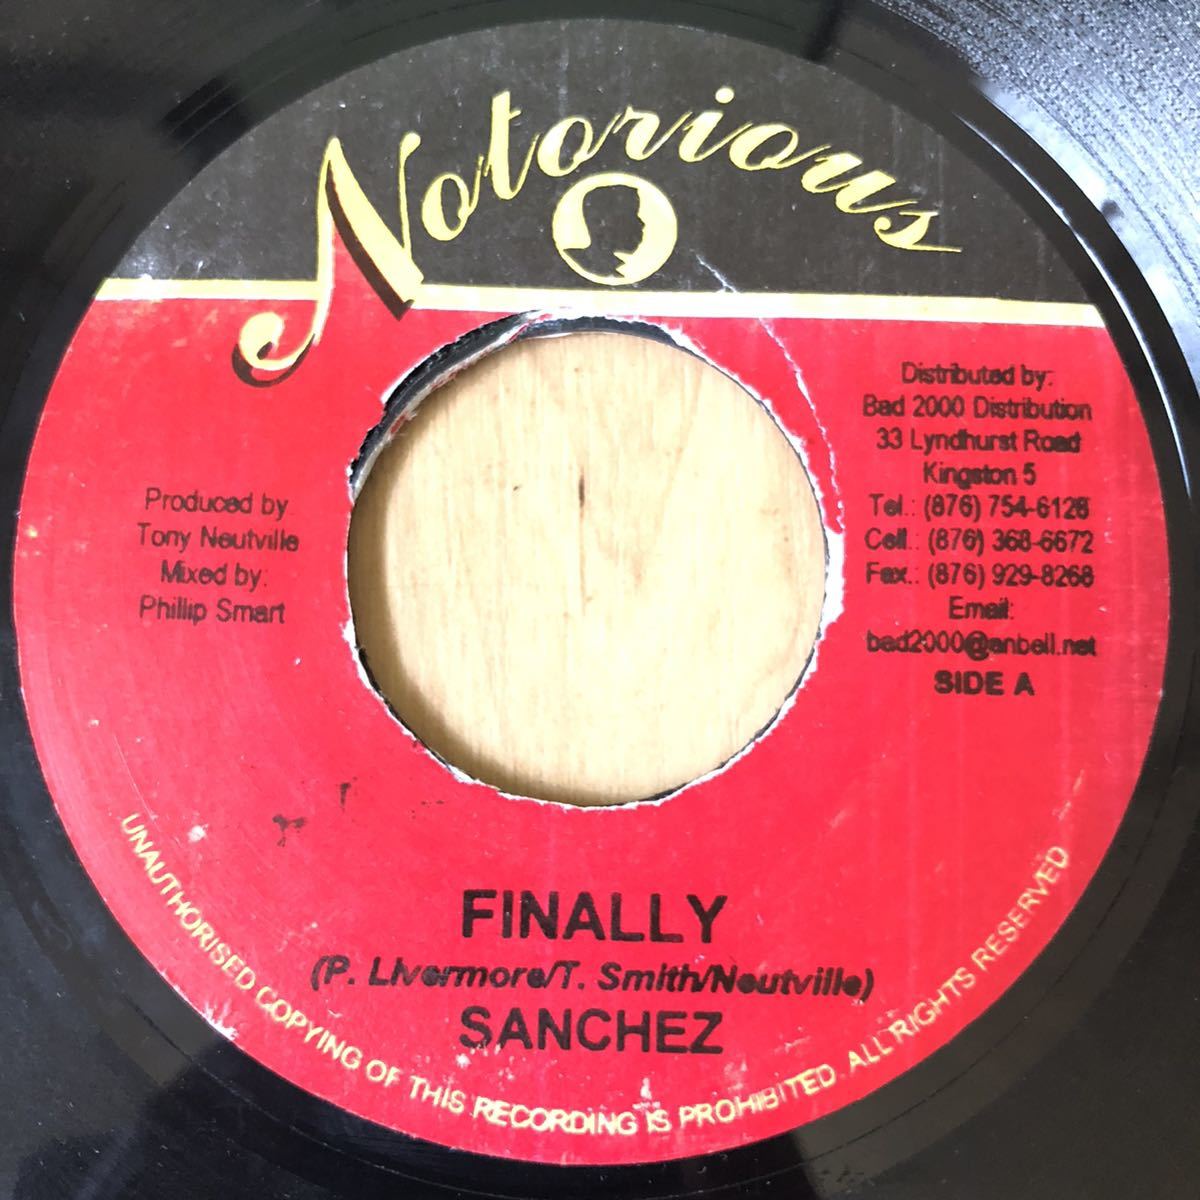 Notorious
Distributed by:
Bad 2000 Distribution
33 Lyndhurst Road
Kingston 5
Tel.: (876) 754-6128
Cell.: (876) 368-6672
Fax.: (876) 929-8268
Email:
bad2000@anbell.net
SIDE A
Produced by
Tony Neutville
Mixed by:
Phillip Smart
FINALLY
(P. Livermore/T. Smith/Neutville)
SANCHEZ
UNAUTHORISED COPYING OF THIS RECORDING IS PROHIBITED. ALL RIGHTS RESERVED